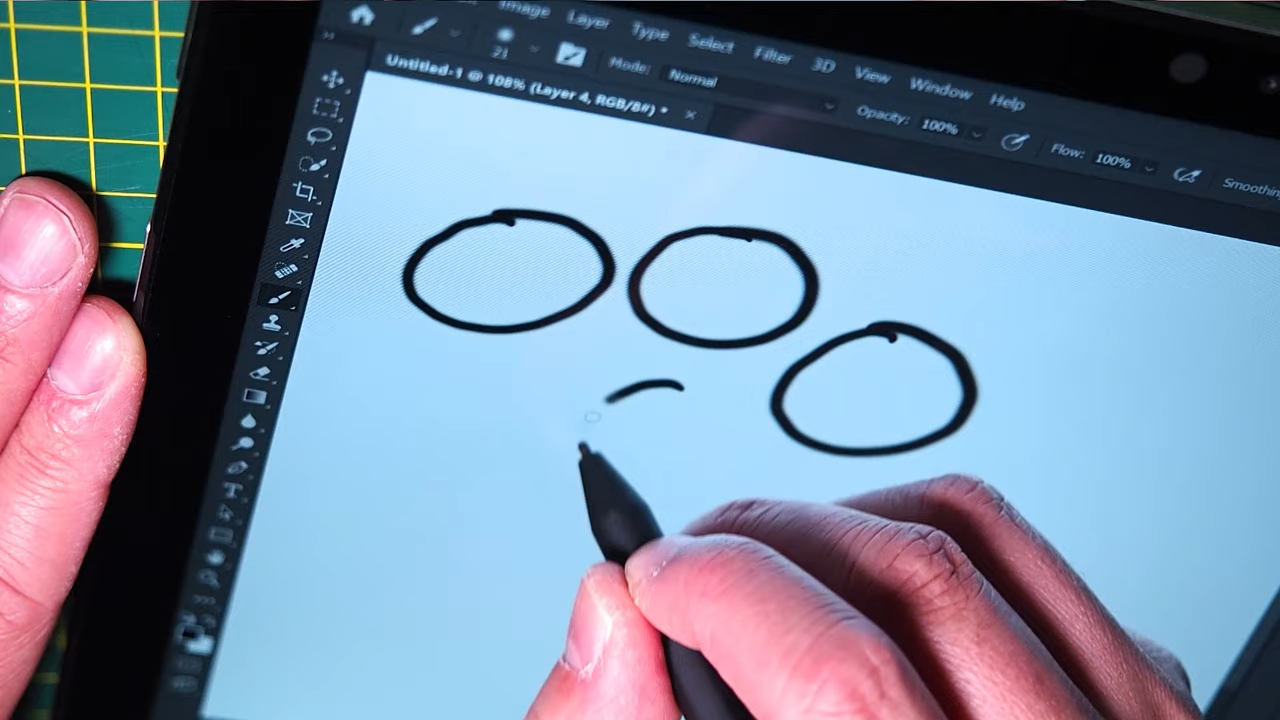 Image Layer Type Select Filter 3D View Window Help
21 Mode: Normal Opacity: 100% Flow: 100% Smoothin
Untitled-1 @ 108% (Layer 4, RGB/8#) * ×
T